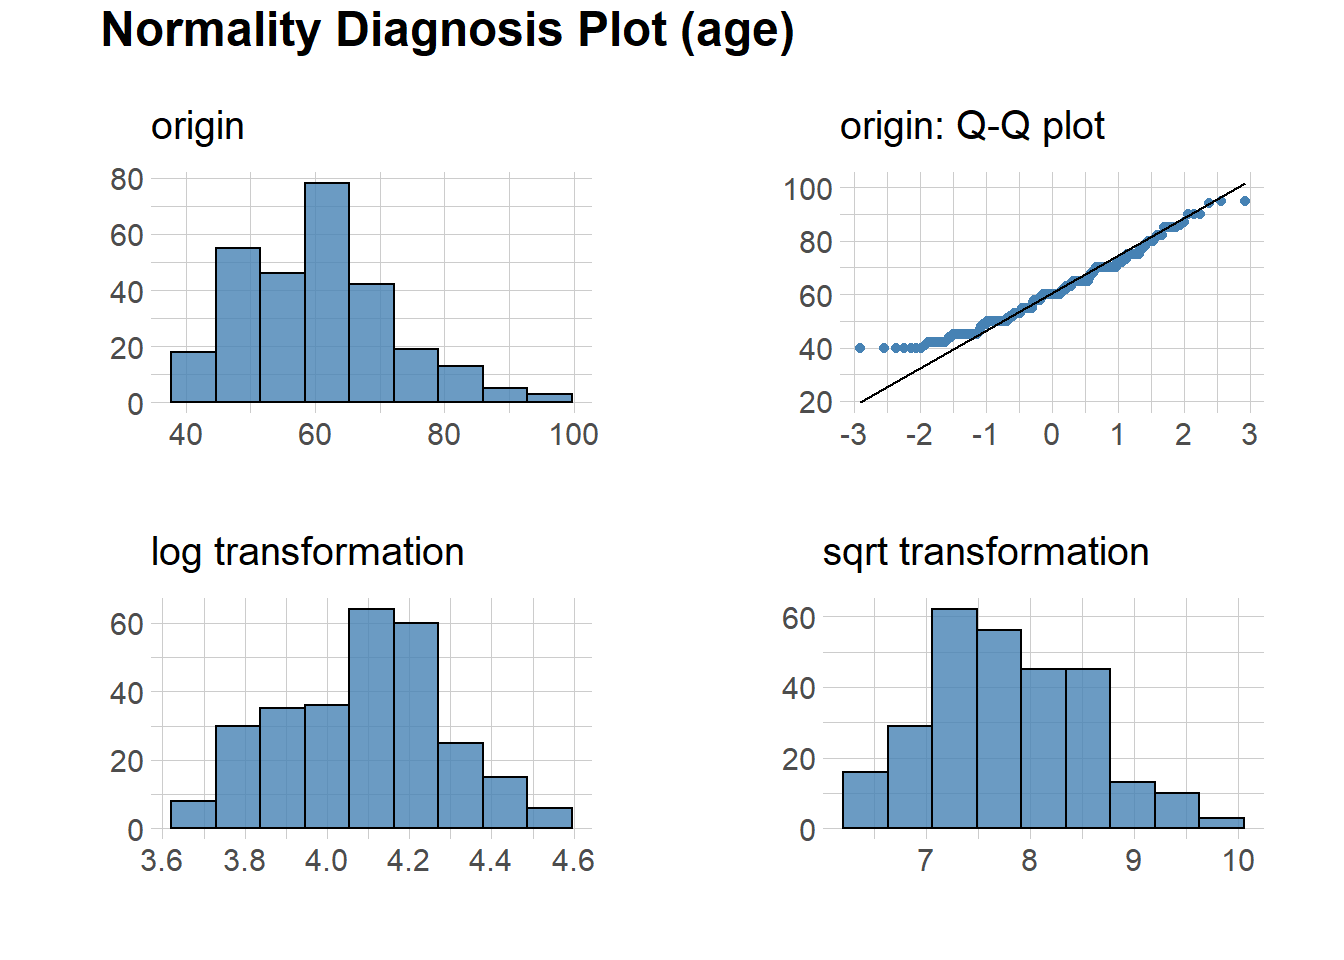 Normality Diagnosis Plot (age)
origin
80
60
40
20
0
40 60 80 100
origin: Q-Q plot
100
80
60
40
20
-3 -2 -1 0 1 2 3
log transformation
60
40
20
0
3.6 3.8 4.0 4.2 4.4 4.6
sqrt transformation
60
40
20
0
7 8 9 10